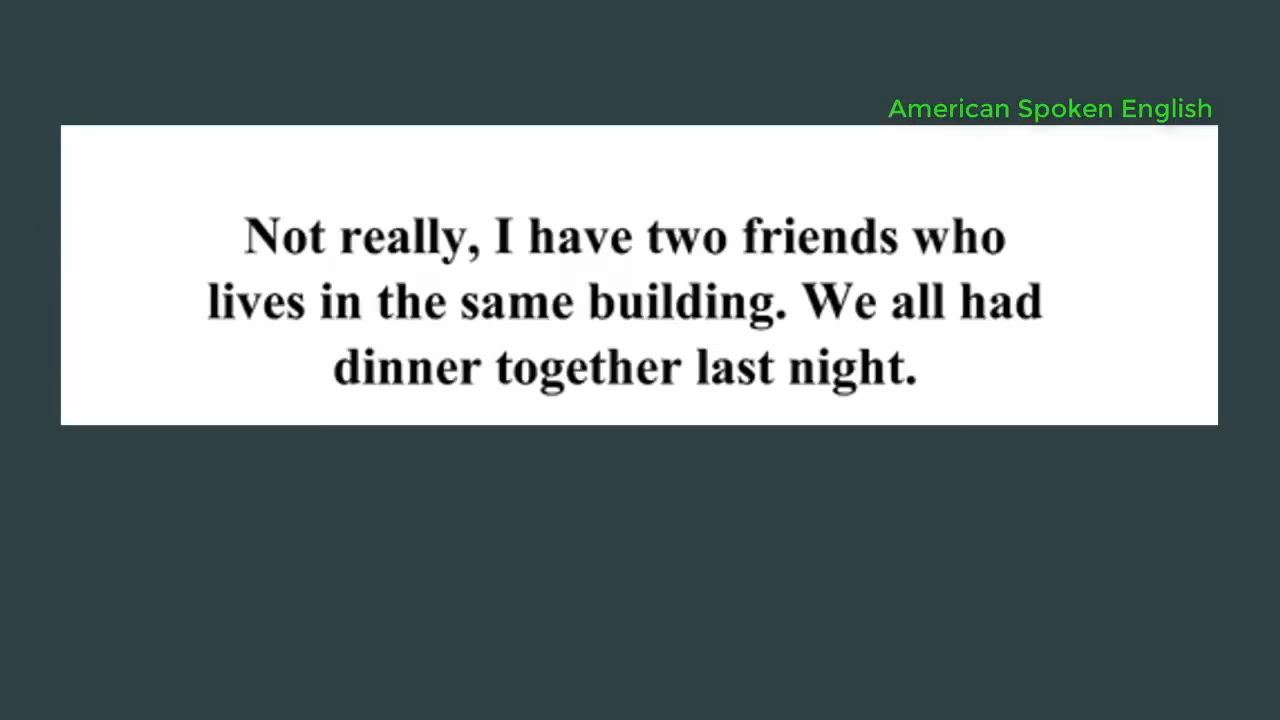 American Spoken English
Not really, I have two friends who
lives in the same building. We all had
dinner together last night.